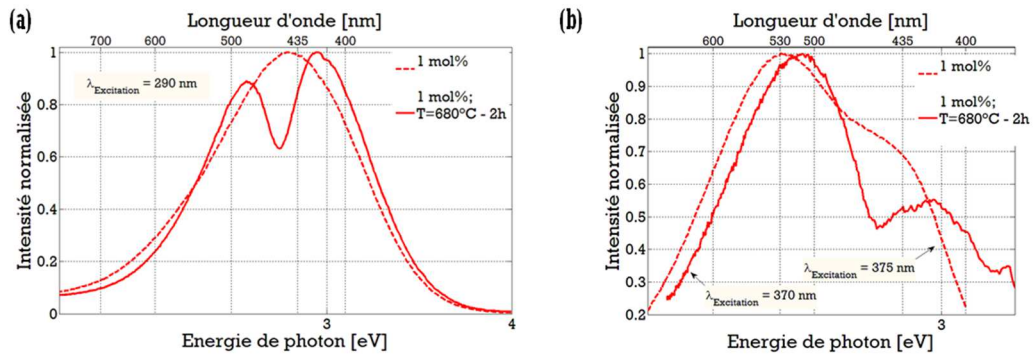 (a)
Longueur d'onde [nm]
700 600 500 435 400
Intensité normalisée
1
0.8
0.6
0.4
0.2
0
λExcitation = 290 nm
1 mol%
1 mol%;
T=680°C - 2h
3 4
Energie de photon [eV]
(b)
Longueur d'onde [nm]
600 530 500 435 400
Intensité normalisée
1
0.9
0.8
0.7
0.6
0.5
0.4
0.3
0.2
1 mol%
1 mol%;
T=680°C - 2h
λExcitation = 375 nm
λExcitation = 370 nm
3
Energie de photon [eV]